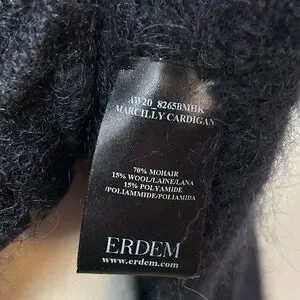 AW20_8265BMHK
MARCILLY CARDIGAN
70% MOHAIR
15% WOOL/LAINE/LANA
15% POLYAMIDE
/POLIAMMIDE/POLIAMIDA
ERDEM
www.erdem.com